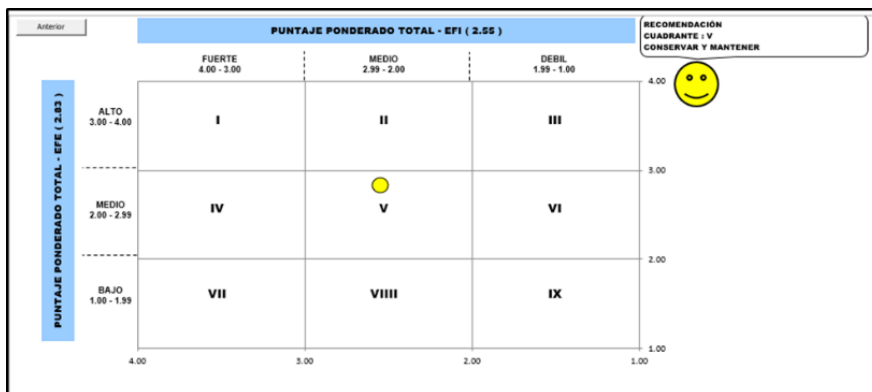 Anterior
PUNTAJE PONDERADO TOTAL - EFI ( 2.55 )
RECOMENDACIÓN
CUADRANTE : V
CONSERVAR Y MANTENER
FUERTE
4.00 - 3.00
MEDIO
2.99 - 2.00
DEBIL
1.99 - 1.00
4.00
PUNTAJE PONDERADO TOTAL - EFE ( 2.83 )
ALTO
3.00 - 4.00
I
II
III
3.00
MEDIO
2.00 - 2.99
IV
V
VI
2.00
BAJO
1.00 - 1.99
VII
VIIII
IX
1.00
4.00
3.00
2.00
1.00